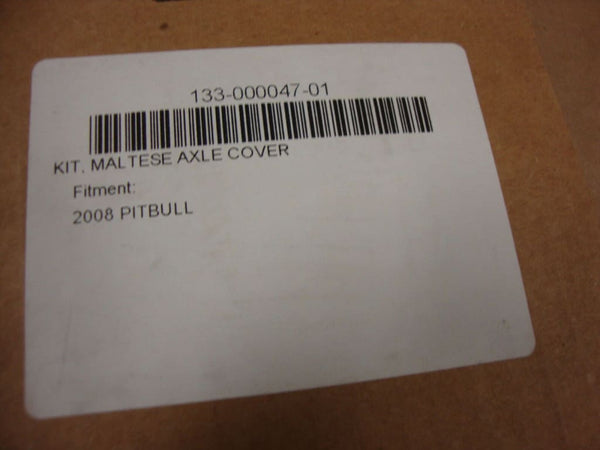 133-000047-01
KIT, MALTESE AXLE COVER
Fitment:
2008 PITBULL